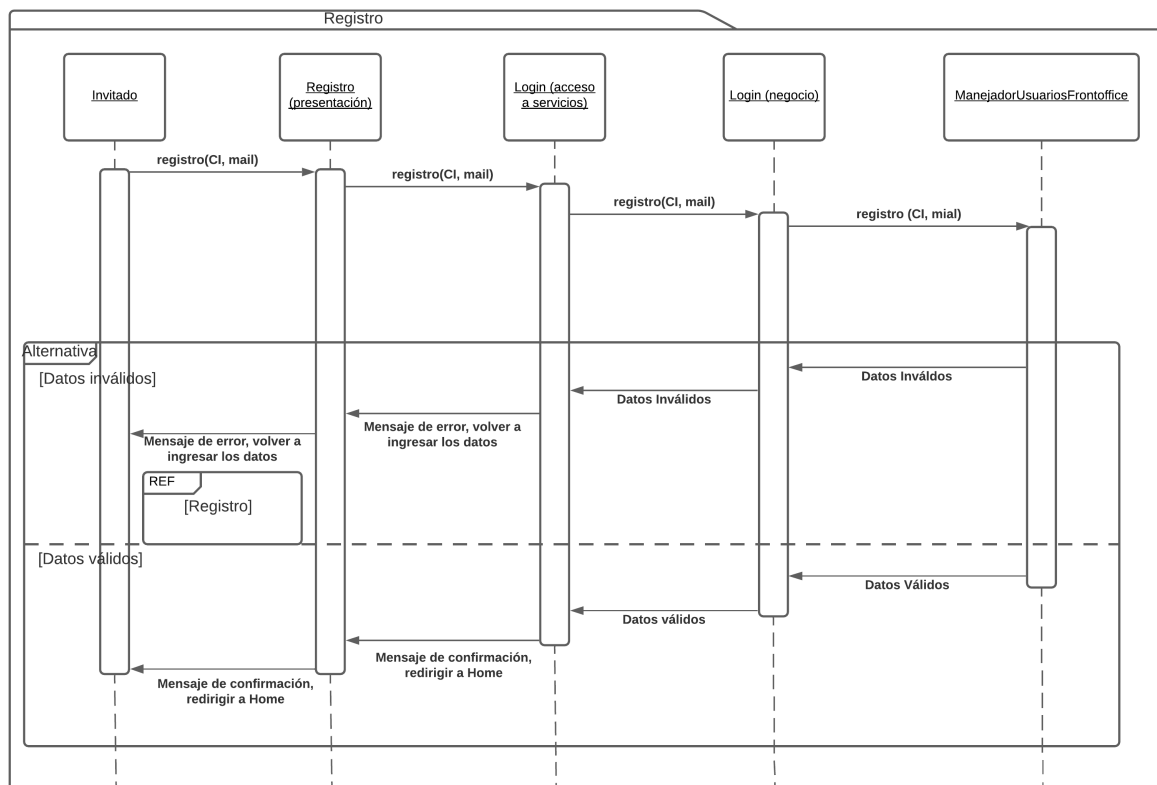 Registro
Invitado
Registro
(presentación)
Login (acceso
a servicios)
Login (negocio)
ManejadorUsuariosFrontoffice
registro(CI, mail)
registro(CI, mail)
registro(CI, mail)
registro (CI, mial)
Alternativa
[Datos inválidos]
Datos Inváldos
Datos Inválidos
Mensaje de error, volver a
ingresar los datos
Mensaje de error, volver a
ingresar los datos
REF
[Registro]
[Datos válidos]
Datos Válidos
Datos válidos
Mensaje de confirmación,
redirigir a Home
Mensaje de confirmación,
redirigir a Home